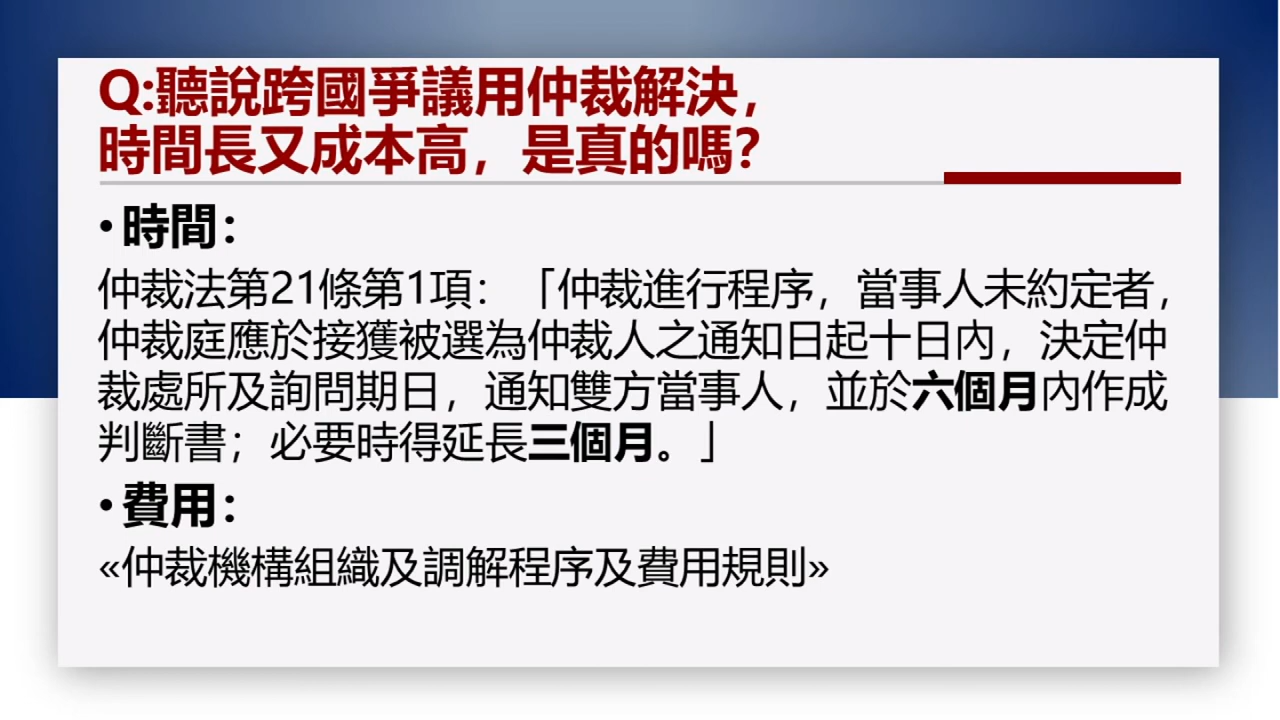 Q:聽說跨國爭議用仲裁解決,
時間長又成本高，是真的嗎?
•時間：
仲裁法第21條第1項：「仲裁進行程序，當事人未約定者，
仲裁庭應於接獲被選為仲裁人之通知日起十日內，決定仲
裁處所及詢問期日，通知雙方當事人，並於六個月內作成
判斷書；必要時得延長三個月。」
•費用：
«仲裁機構組織及調解程序及費用規則»